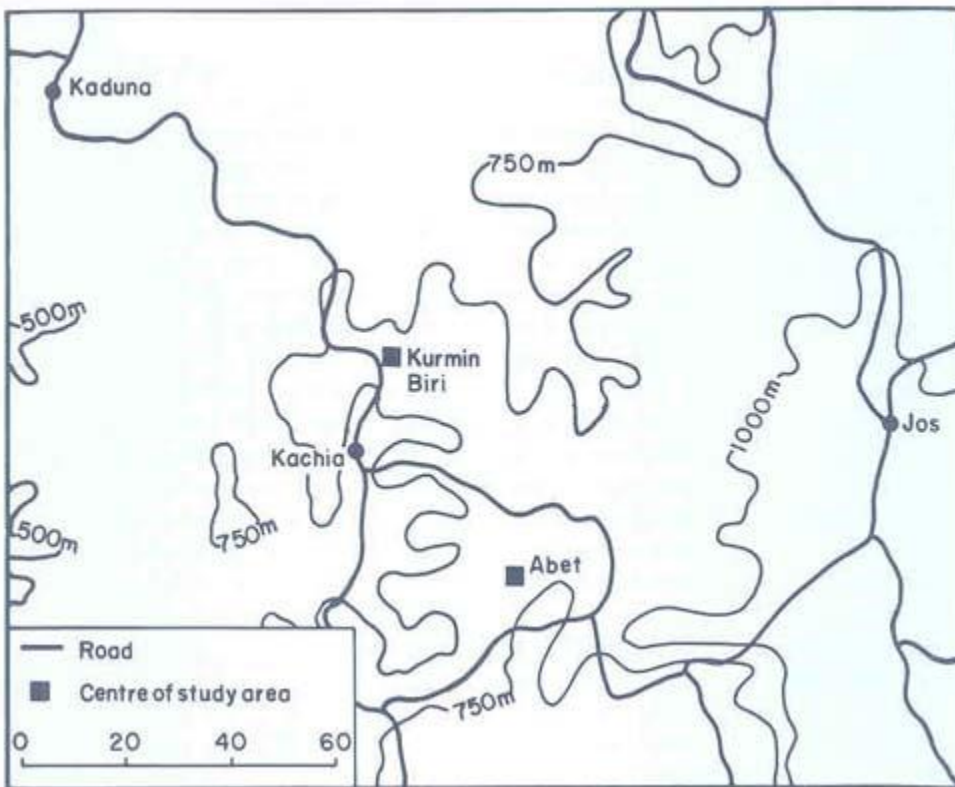 Kaduna
750m
500m
Kurmin
Biri
1000m
Jos
Kachia
750m
500m
Abet
Road
Centre of study area
750m
0 20 40 60